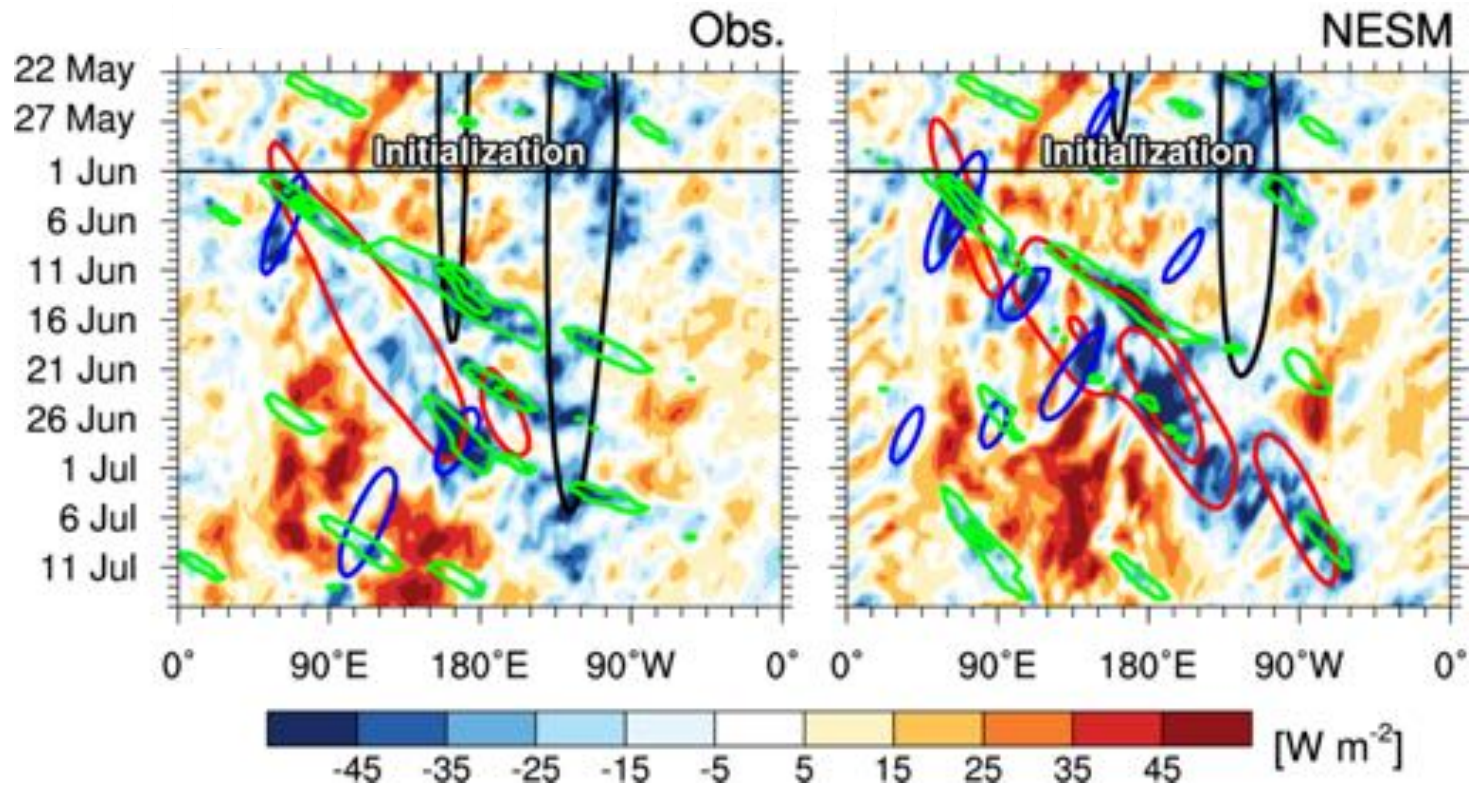 Obs.
NESM
22 May
27 May
1 Jun
6 Jun
11 Jun
16 Jun
21 Jun
26 Jun
1 Jul
6 Jul
11 Jul
Initialization
Initialization
0° 90°E 180°E 90°W 0°
0° 90°E 180°E 90°W 0°
-45 -35 -25 -15 -5 5 15 25 35 45
[W m-2]